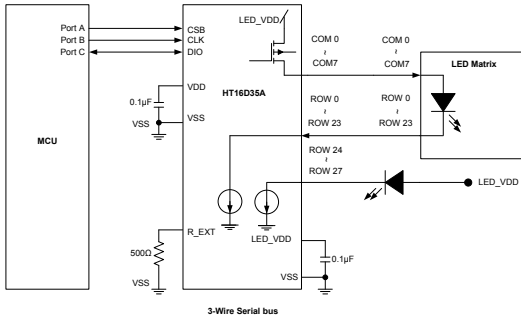 Port A
Port B
Port C
MCU
CSB
CLK
DIO
VDD
0.1μF
VSS
VSS
HT16D35A
R_EXT
500Ω
VSS
LED_VDD
COM 0
~
COM7
COM 0
~
COM7
LED Matrix
ROW 0
~
ROW 23
ROW 0
~
ROW 23
ROW 24
~
ROW 27
LED_VDD
LED_VDD
0.1μF
VSS
3-Wire Serial bus